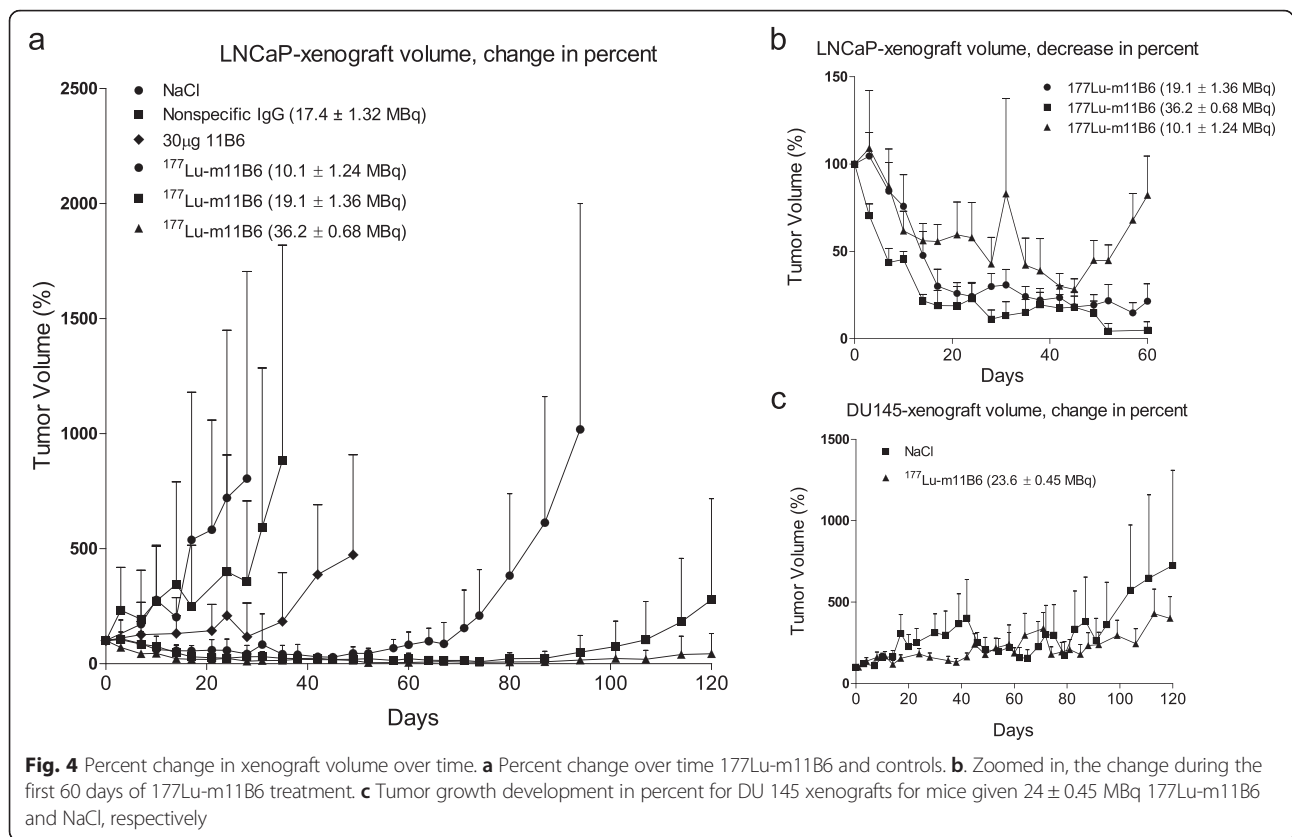 a
LNCaP-xenograft volume, change in percent
Tumor Volume (%)
2500
2000
1500
1000
500
0
NaCl
Nonspecific IgG (17.4 ± 1.32 MBq)
30µg 11B6
177Lu-m11B6 (10.1 ± 1.24 MBq)
177Lu-m11B6 (19.1 ± 1.36 MBq)
177Lu-m11B6 (36.2 ± 0.68 MBq)
0 20 40 60 80 100 120
Days
b
LNCaP-xenograft volume, decrease in percent
Tumor Volume (%)
150
100
50
0
177Lu-m11B6 (19.1 ± 1.36 MBq)
177Lu-m11B6 (36.2 ± 0.68 MBq)
177Lu-m11B6 (10.1 ± 1.24 MBq)
0 20 40 60
Days
c
DU145-xenograft volume, change in percent
Tumor Volume (%)
1500
1000
500
0
NaCl
177Lu-m11B6 (23.6 ± 0.45 MBq)
0 20 40 60 80 100 120
Days
Fig. 4 Percent change in xenograft volume over time. a Percent change over time 177Lu-m11B6 and controls. b. Zoomed in, the change during the
first 60 days of 177Lu-m11B6 treatment. c Tumor growth development in percent for DU 145 xenografts for mice given 24 ± 0.45 MBq 177Lu-m11B6
and NaCl, respectively